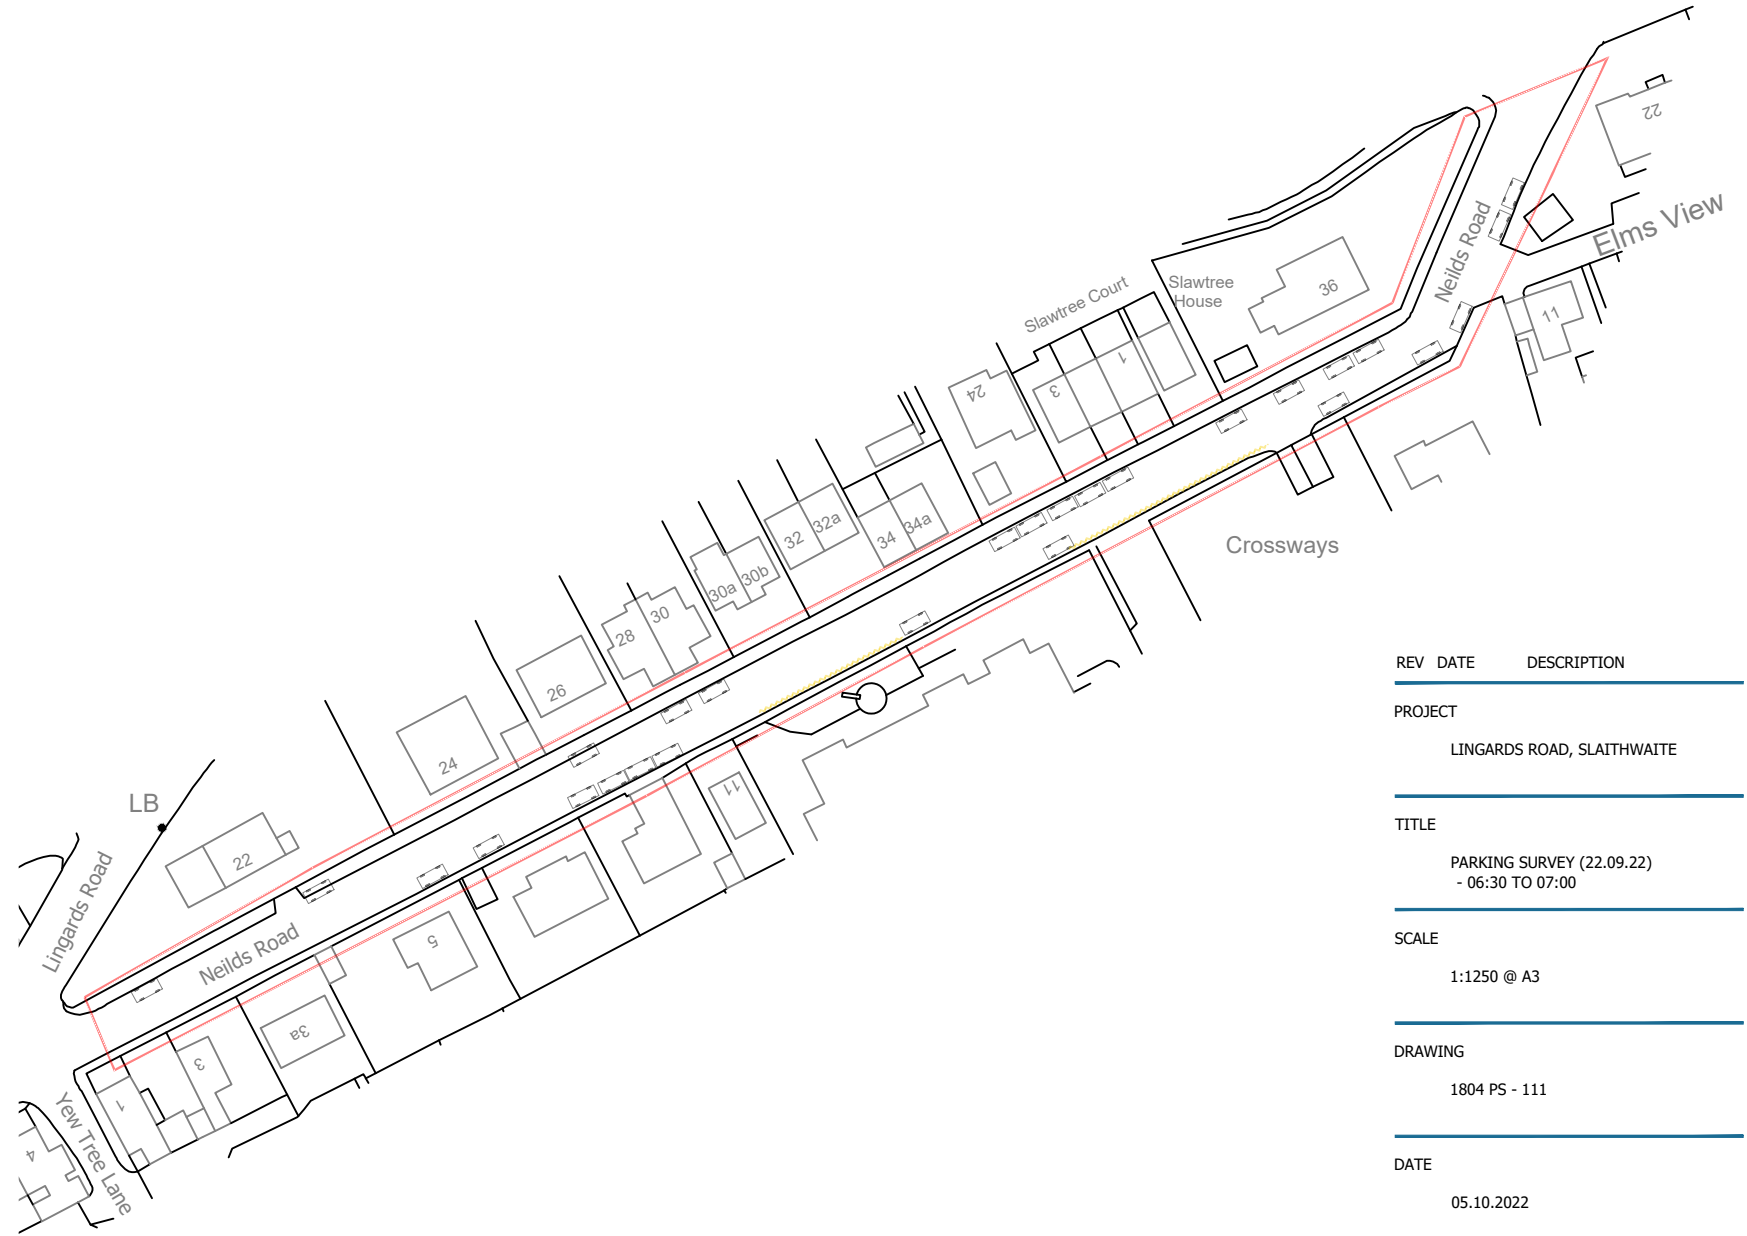 22
Elms View
Neilds Road
11
36
Slawtree Court
Slawtree
House
1
3
24
32
32a
34
34a
30a
30b
28
30
26
24
22
LB
Lingards Road
Neilds Road
Crossways
11
5
3a
3
1
4
Yew Tree Lane
REV DATE DESCRIPTION
PROJECT
LINGARDS ROAD, SLAITHWAITE
TITLE
PARKING SURVEY (22.09.22)
- 06:30 TO 07:00
SCALE
1:1250 @ A3
DRAWING
1804 PS - 111
DATE
05.10.2022